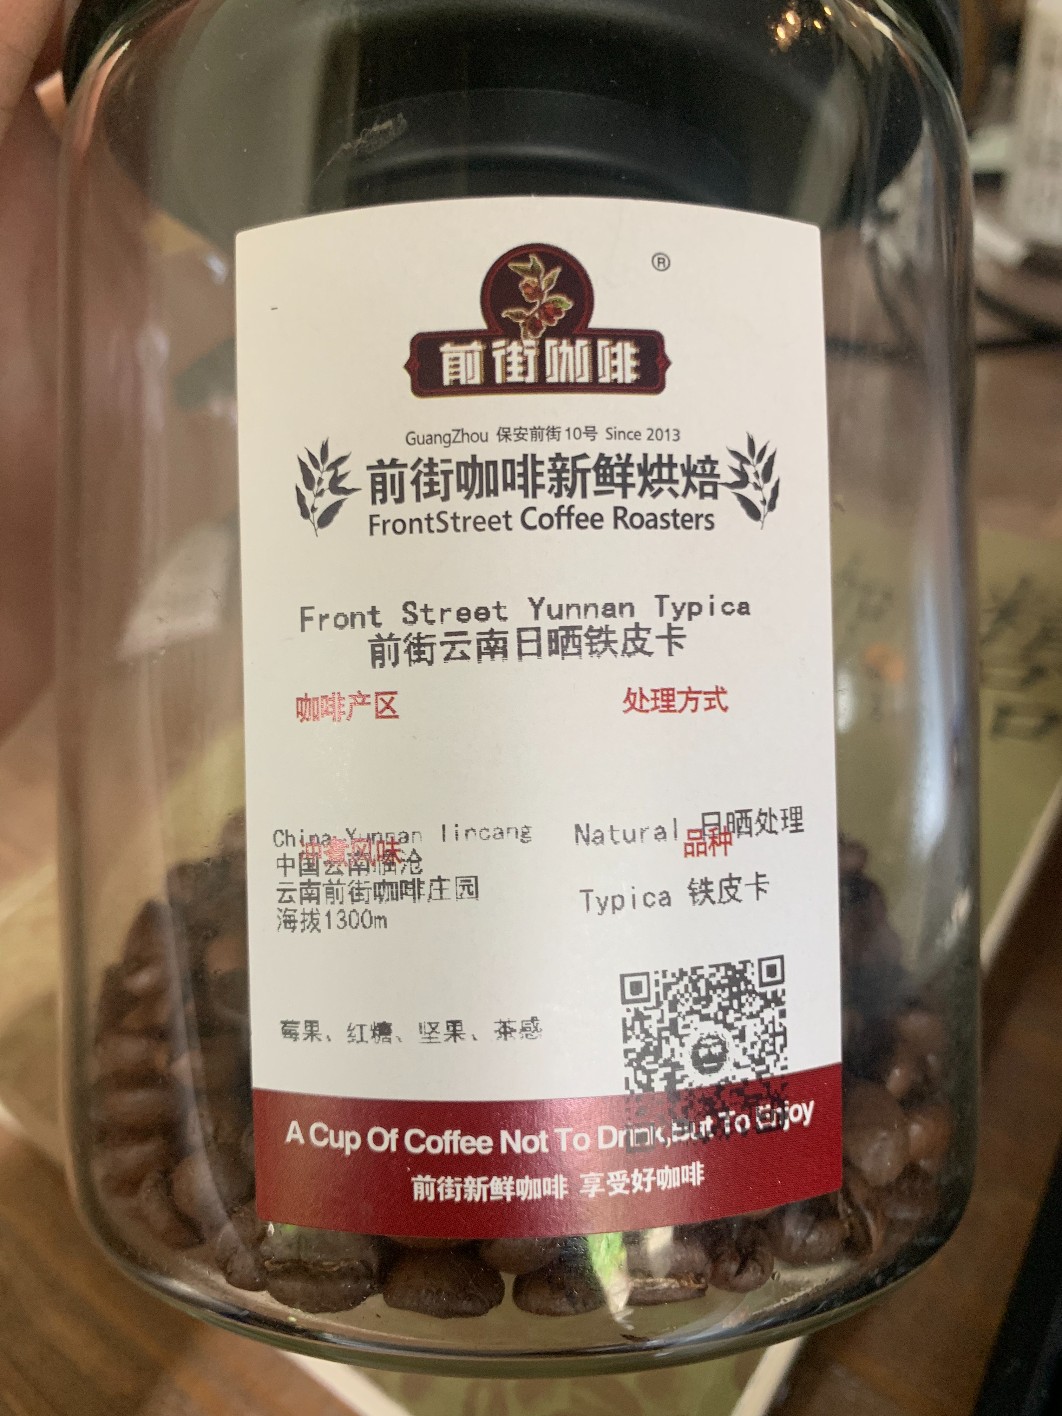 ®
前街咖啡
GuangZhou 保安前街10号 Since 2013
前街咖啡新鲜烘焙
FrontStreet Coffee Roasters
Front Street Yunnan Typica
前街云南日晒铁皮卡
咖啡产区
处理方式
China Yunnan lincang
Natural 日晒处理
冲煮风味
品种
中国云南临沧
云南前街咖啡庄园
Typica 铁皮卡
海拔1300m
莓果、红糖、坚果、茶感
A Cup Of Coffee Not To Drink,But To Enjoy
前街新鲜咖啡 享受好咖啡